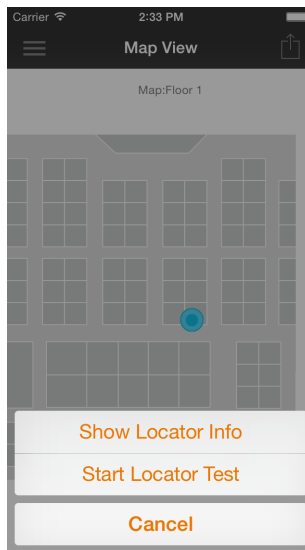 Carrier 2:33 PM
Map View
Map:Floor 1
Show Locator Info
Start Locator Test
Cancel